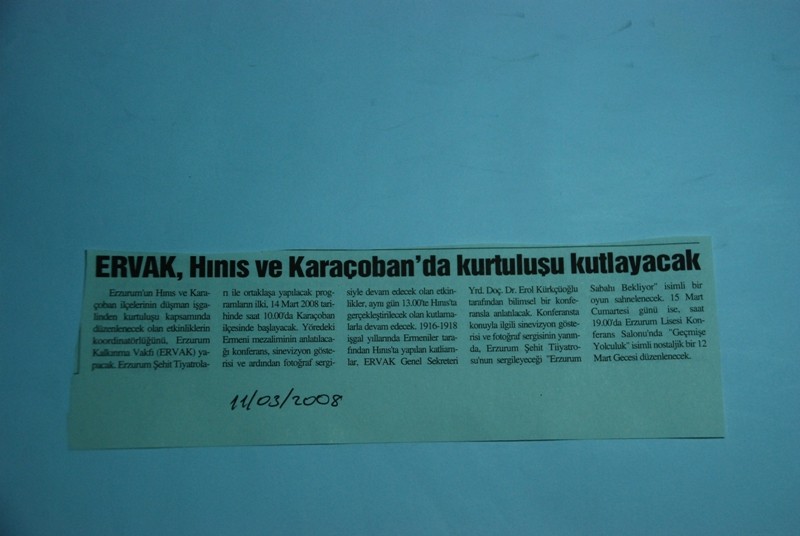 ERVAK, Hınıs ve Karaçoban'da kurtuluşu kutlayacak
Erzurum'un Hınıs ve Kara-
çoban ilçelerinin düşman işga-
linden kurtuluşu kapsamında
düzenlenecek olan etkinliklerin
koordinatörlüğünü, Erzurum
Kalkınma Vakfı (ERVAK) ya-
pacak. Erzurum Şehit Tiyatrola-
rı ile ortaklaşa yapılacak prog-
ramların ilki, 14 Mart 2008 tari-
hinde saat 10.00'da Karaçoban
ilçesinde başlayacak. Yöredeki
Ermeni mezaliminin anlatılaca-
ğı konferans, sinevizyon göste-
risi ve ardından fotoğraf sergi-
siyle devam edecek olan etkin-
likler, aynı gün 13.00'te Hınıs'ta
gerçekleştirilecek olan kutlama-
larla devam edecek. 1916-1918
işgal yıllarında Ermeniler tara-
fından Hınıs'ta yapılan katliam-
lar, ERVAK Genel Sekreteri
Yrd. Doç. Dr. Erol Kürkçüoğlu
tarafından bilimsel bir konfe-
ransla anlatılacak. Konferansta
konuyla ilgili sinevizyon göste-
risi ve fotoğraf sergisinin yanın-
da, Erzurum Şehit Tiiyatro-
su'nun sergileyeceği "Erzurum
Sabahı Bekliyor" isimli bir
oyun sahnelenecek. 15 Mart
Cumartesi günü ise, saat
19.00'da Erzurum Lisesi Kon-
ferans Salonu'nda "Geçmişe
Yolculuk" isimli nostaljik bir 12
Mart Gecesi düzenlenecek.
11/03/2008